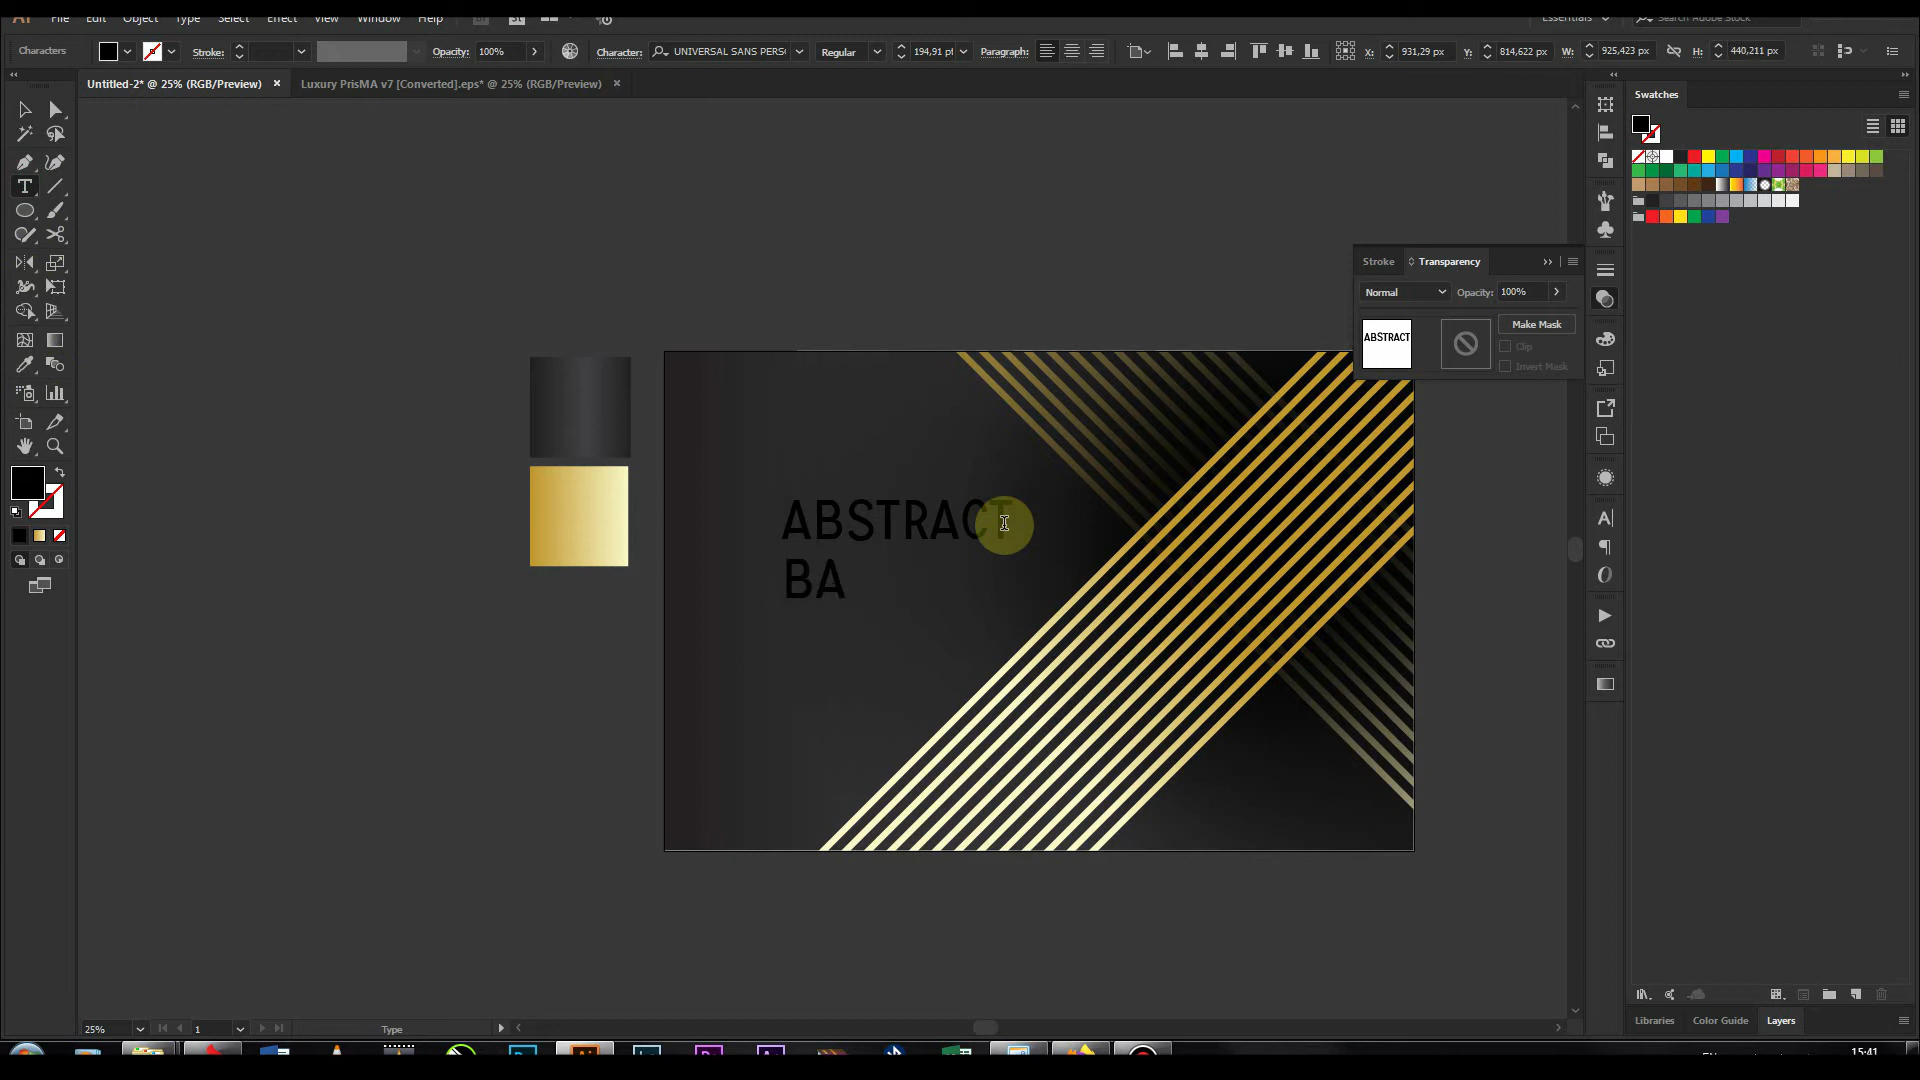 File Edit Object Type Select Effect View Window Help Essentials Search Adobe Stock
Characters Stroke: Opacity: 100% Character: UNIVERSAL SANS PERS Regular 194,91 pt Paragraph: X: 931,29 px Y: 814,622 px W: 925,423 px H: 440,211 px
Untitled-2* @ 25% (RGB/Preview) × Luxury PrisMA v7 [Converted].eps* @ 25% (RGB/Preview) ×
Swatches
Stroke Transparency
Normal Opacity: 100%
ABSTRACT
Make Mask
Clip
Invert Mask
ABSTRACT
BA
25% 1 Type
Libraries Color Guide Layers
15:41